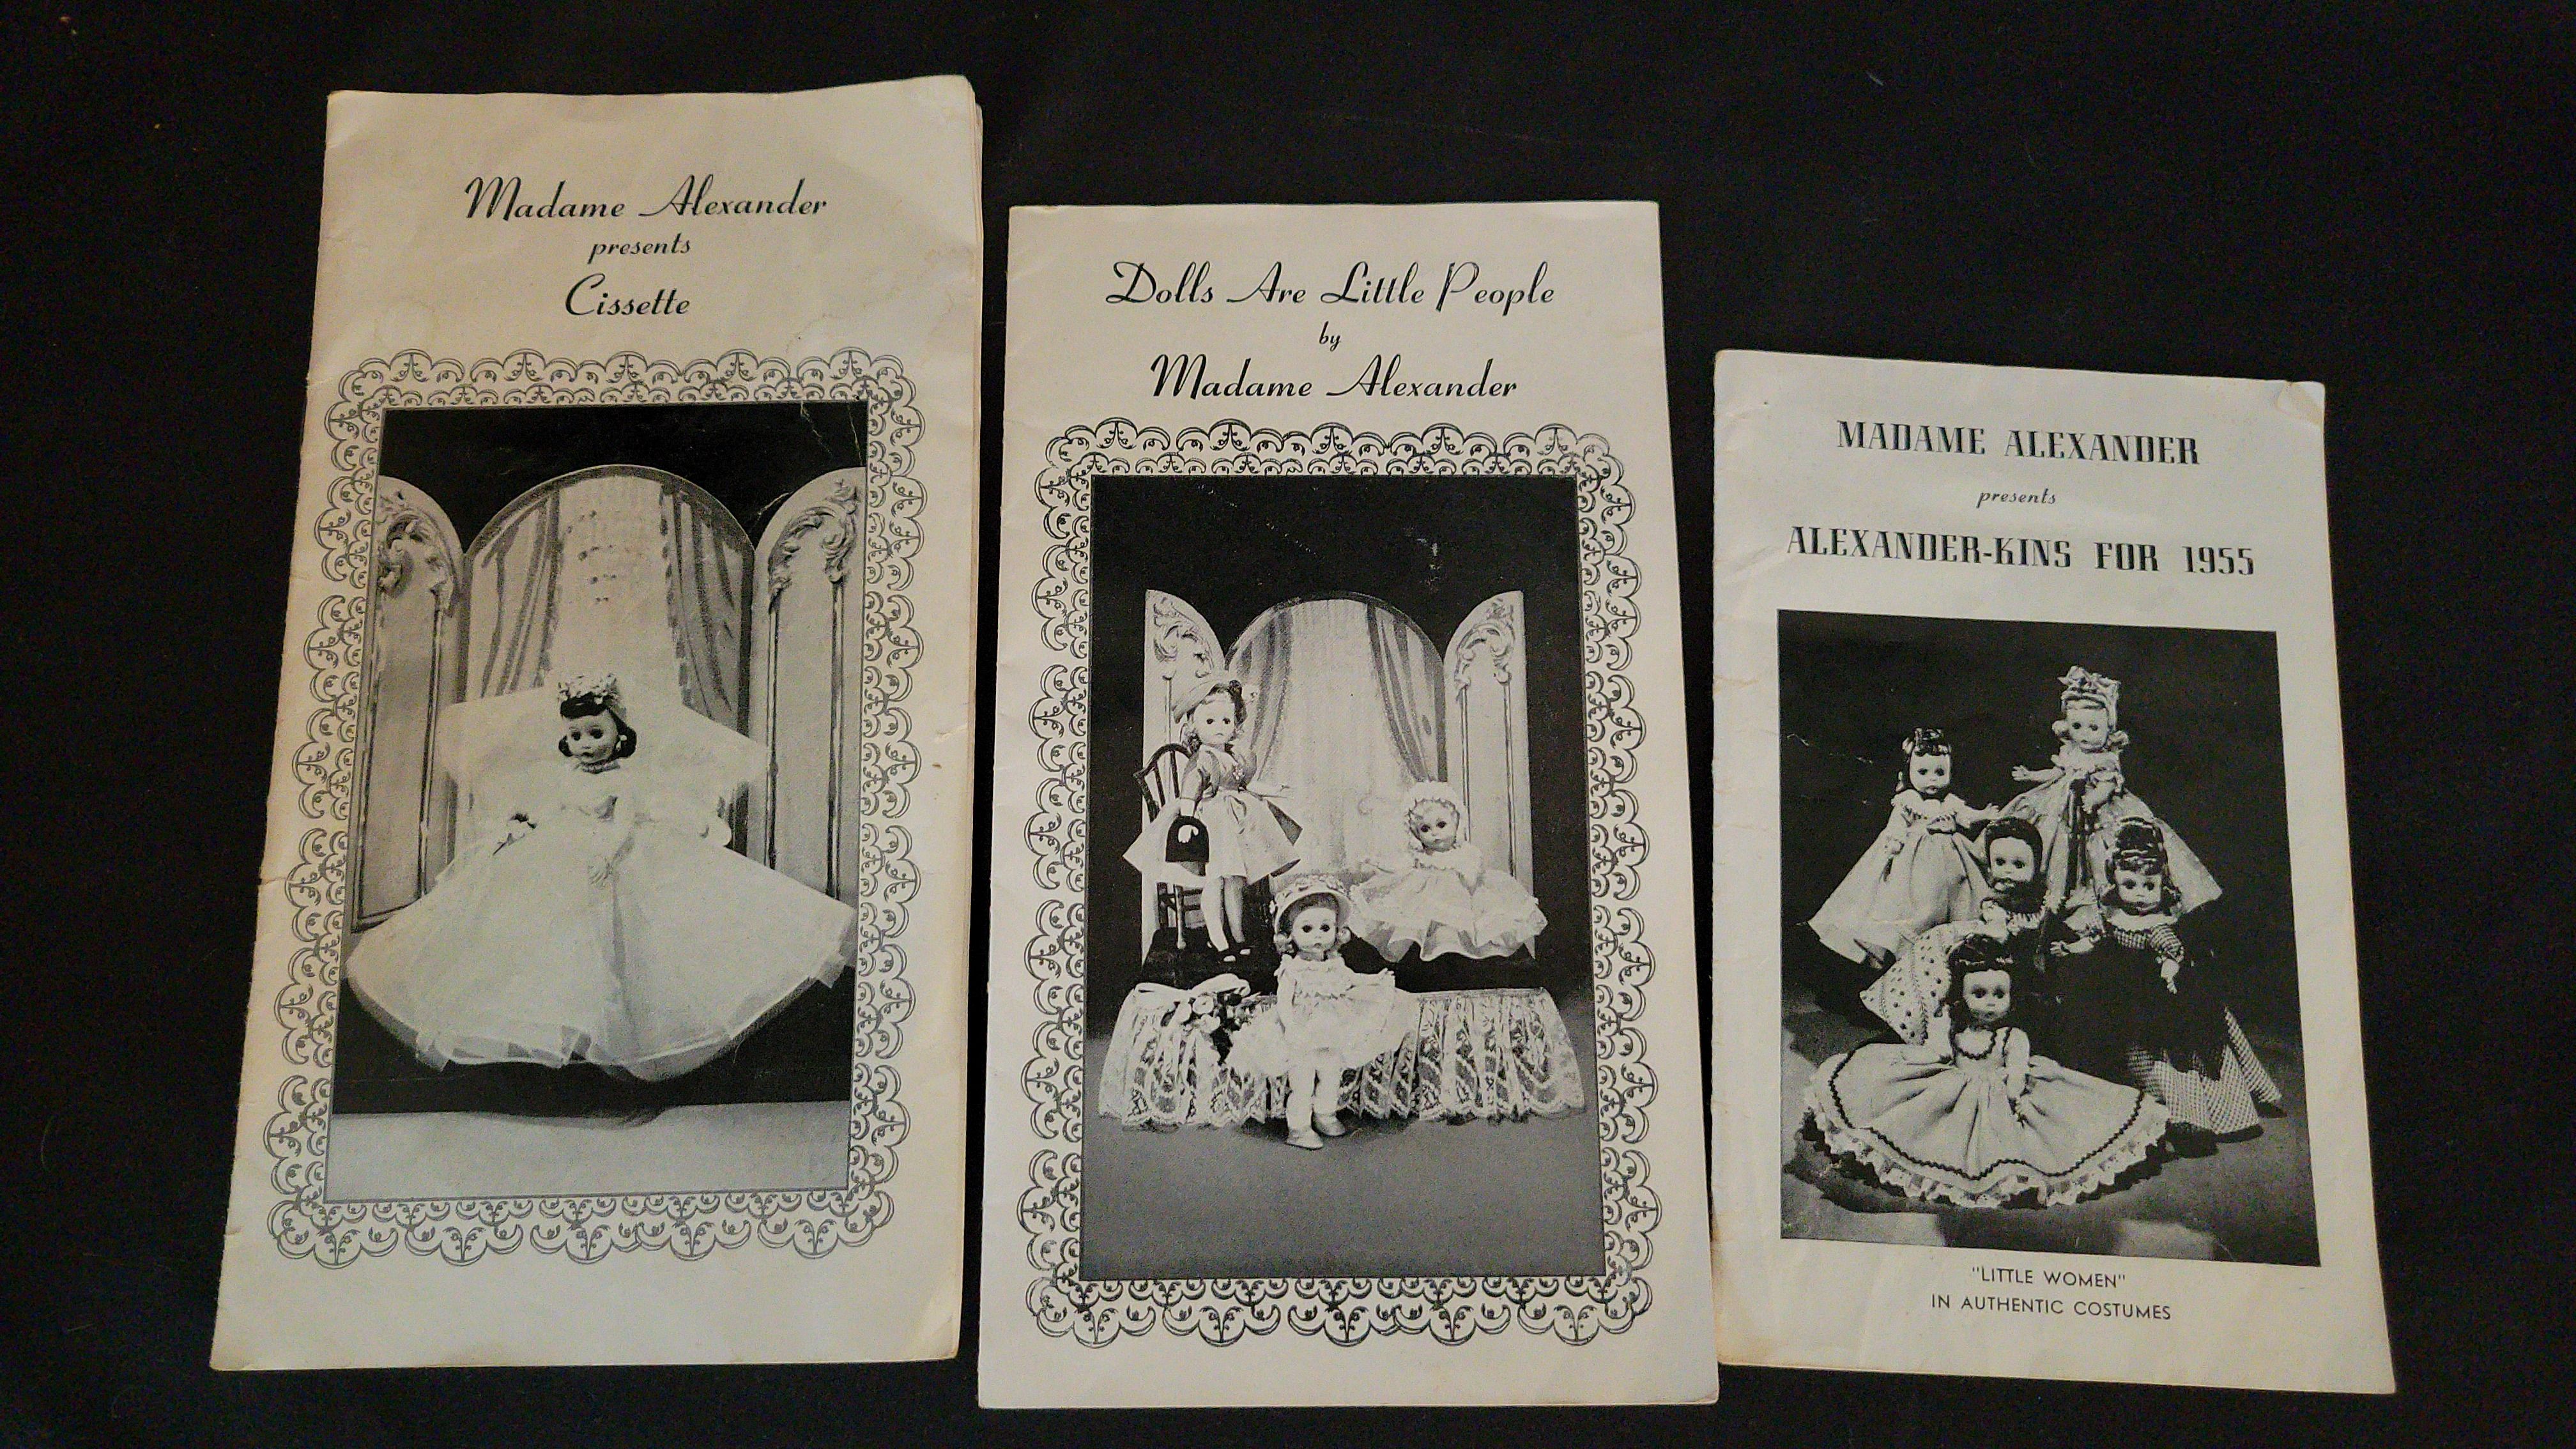 Madame Alexander
presents
Cissette
Dolls Are Little People
by
Madame Alexander
MADAME ALEXANDER
presents
ALEXANDER-KINS FOR 1955
"LITTLE WOMEN"
IN AUTHENTIC COSTUMES